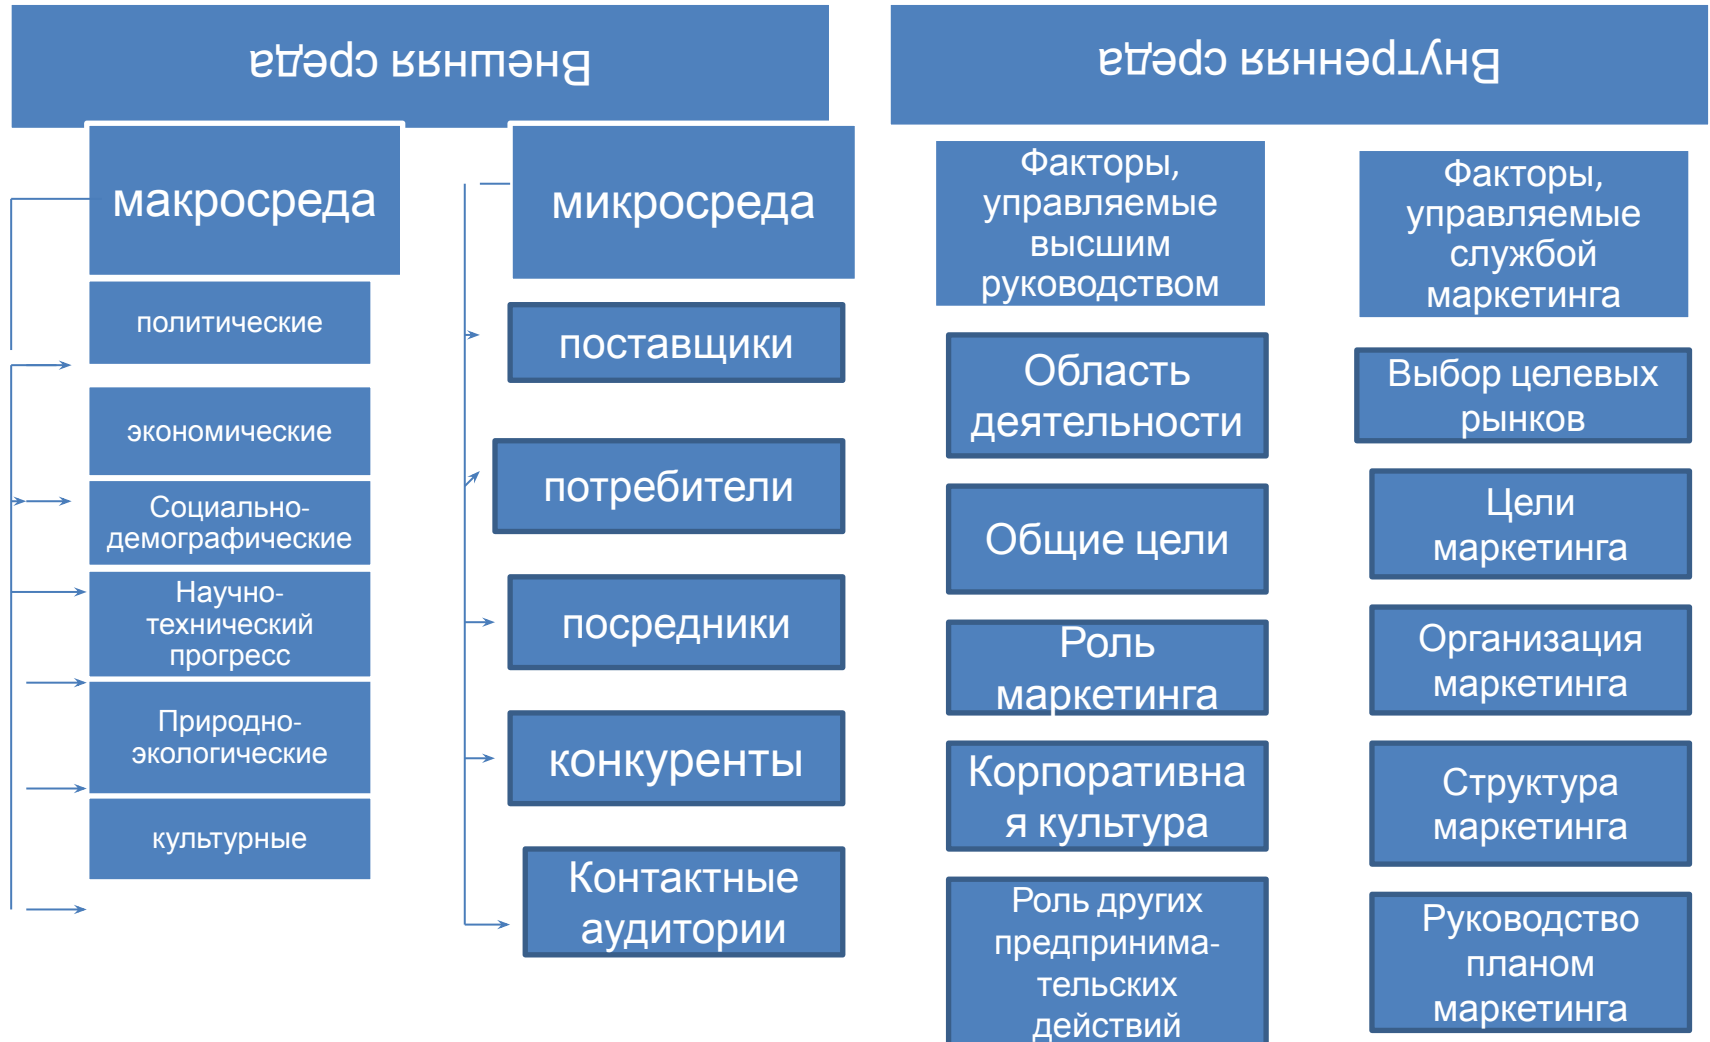 Внешняя среда
макросреда
политические
экономические
Социально-
демографические
Научно-
технический
прогресс
Природно-
экологические
культурные
микросреда
поставщики
потребители
посредники
конкуренты
Контактные
аудитории
Внутренняя среда
Факторы,
управляемые
высшим
руководством
Область
деятельности
Общие цели
Роль
маркетинга
Корпоративна
я культура
Роль других
предпринима-
тельских
действий
Факторы,
управляемые
службой
маркетинга
Выбор целевых
рынков
Цели
маркетинга
Организация
маркетинга
Структура
маркетинга
Руководство
планом
маркетинга